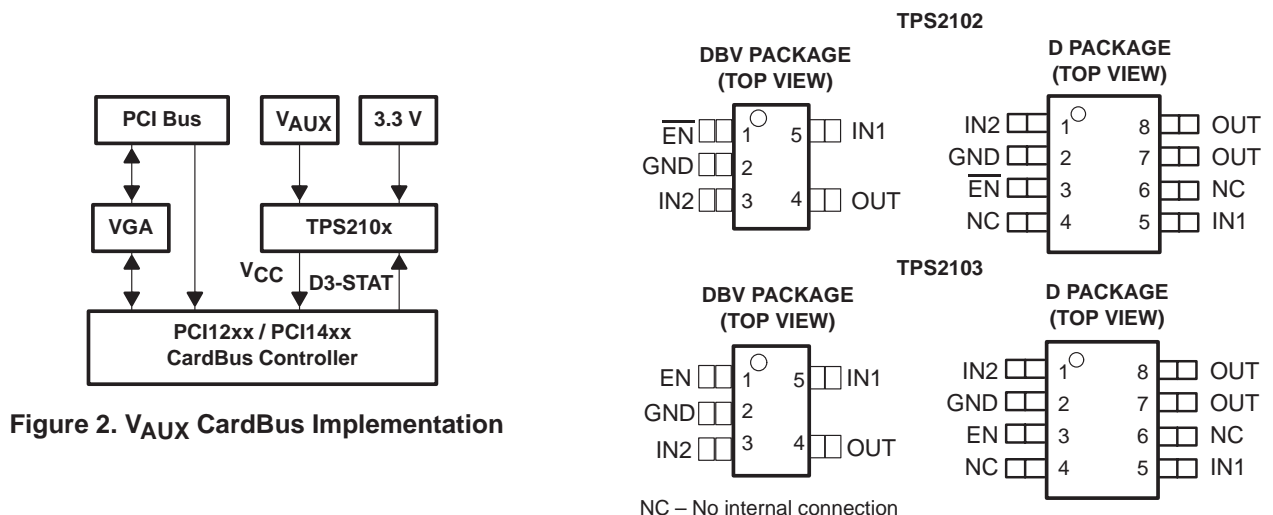 PCI Bus
VAUX
3.3 V
VGA
TPS210x
VCC
D3-STAT
PCI12xx / PCI14xx
CardBus Controller
Figure 2. VAUX CardBus Implementation
TPS2102
DBV PACKAGE
(TOP VIEW)
EN 1 5 IN1
GND 2
IN2 3 4 OUT
D PACKAGE
(TOP VIEW)
IN2 1 8 OUT
GND 2 7 OUT
EN 3 6 NC
NC 4 5 IN1
TPS2103
DBV PACKAGE
(TOP VIEW)
EN 1 5 IN1
GND 2
IN2 3 4 OUT
D PACKAGE
(TOP VIEW)
IN2 1 8 OUT
GND 2 7 OUT
EN 3 6 NC
NC 4 5 IN1
NC – No internal connection